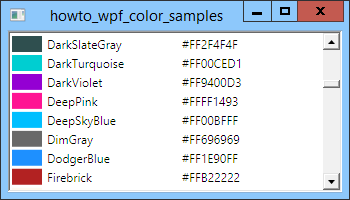 howto_wpf_color_samples
DarkSlateGray #FF2F4F4F
DarkTurquoise #FF00CED1
DarkViolet #FF9400D3
DeepPink #FFFF1493
DeepSkyBlue #FF00BFFF
DimGray #FF696969
DodgerBlue #FF1E90FF
Firebrick #FFB22222